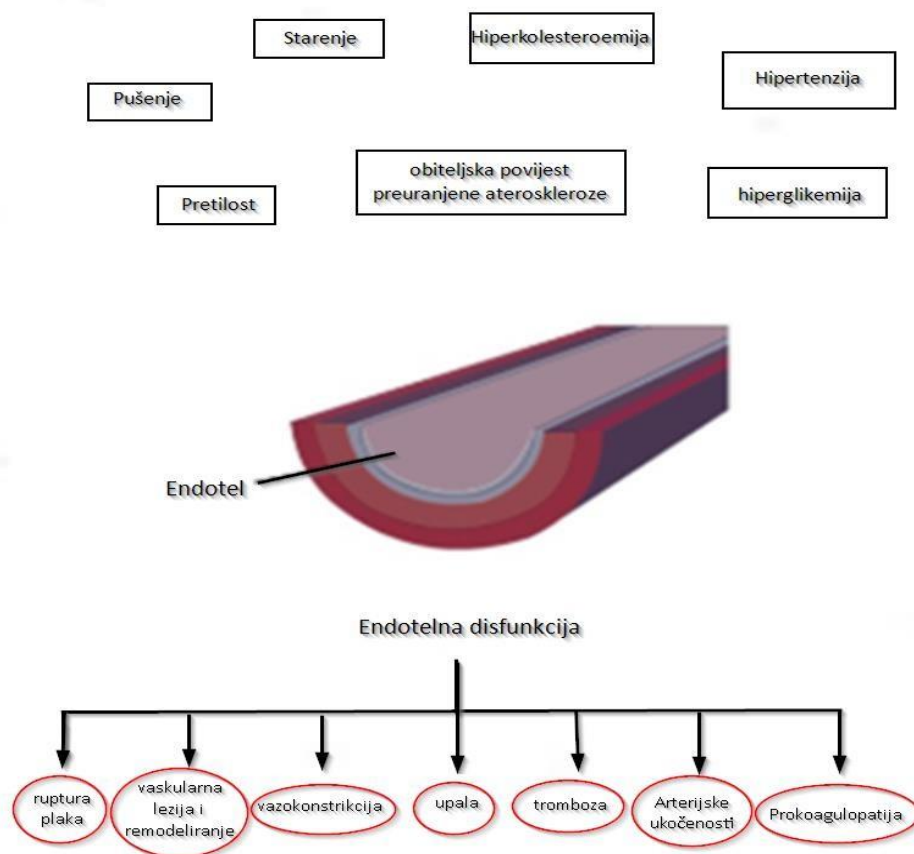 Starenje
Hiperkolesteroemija
Hipertenzija
Pušenje
obiteljska povijest
preuranjene ateroskleroze
Pretilost
hiperglikemija
Endotel
Endotelna disfunkcija
ruptura
plaka
vaskularna
lezija i
remodeliranje
vazokonstrikcija
upala
tromboza
Arterijske
ukočenosti
Prokoagulopatija